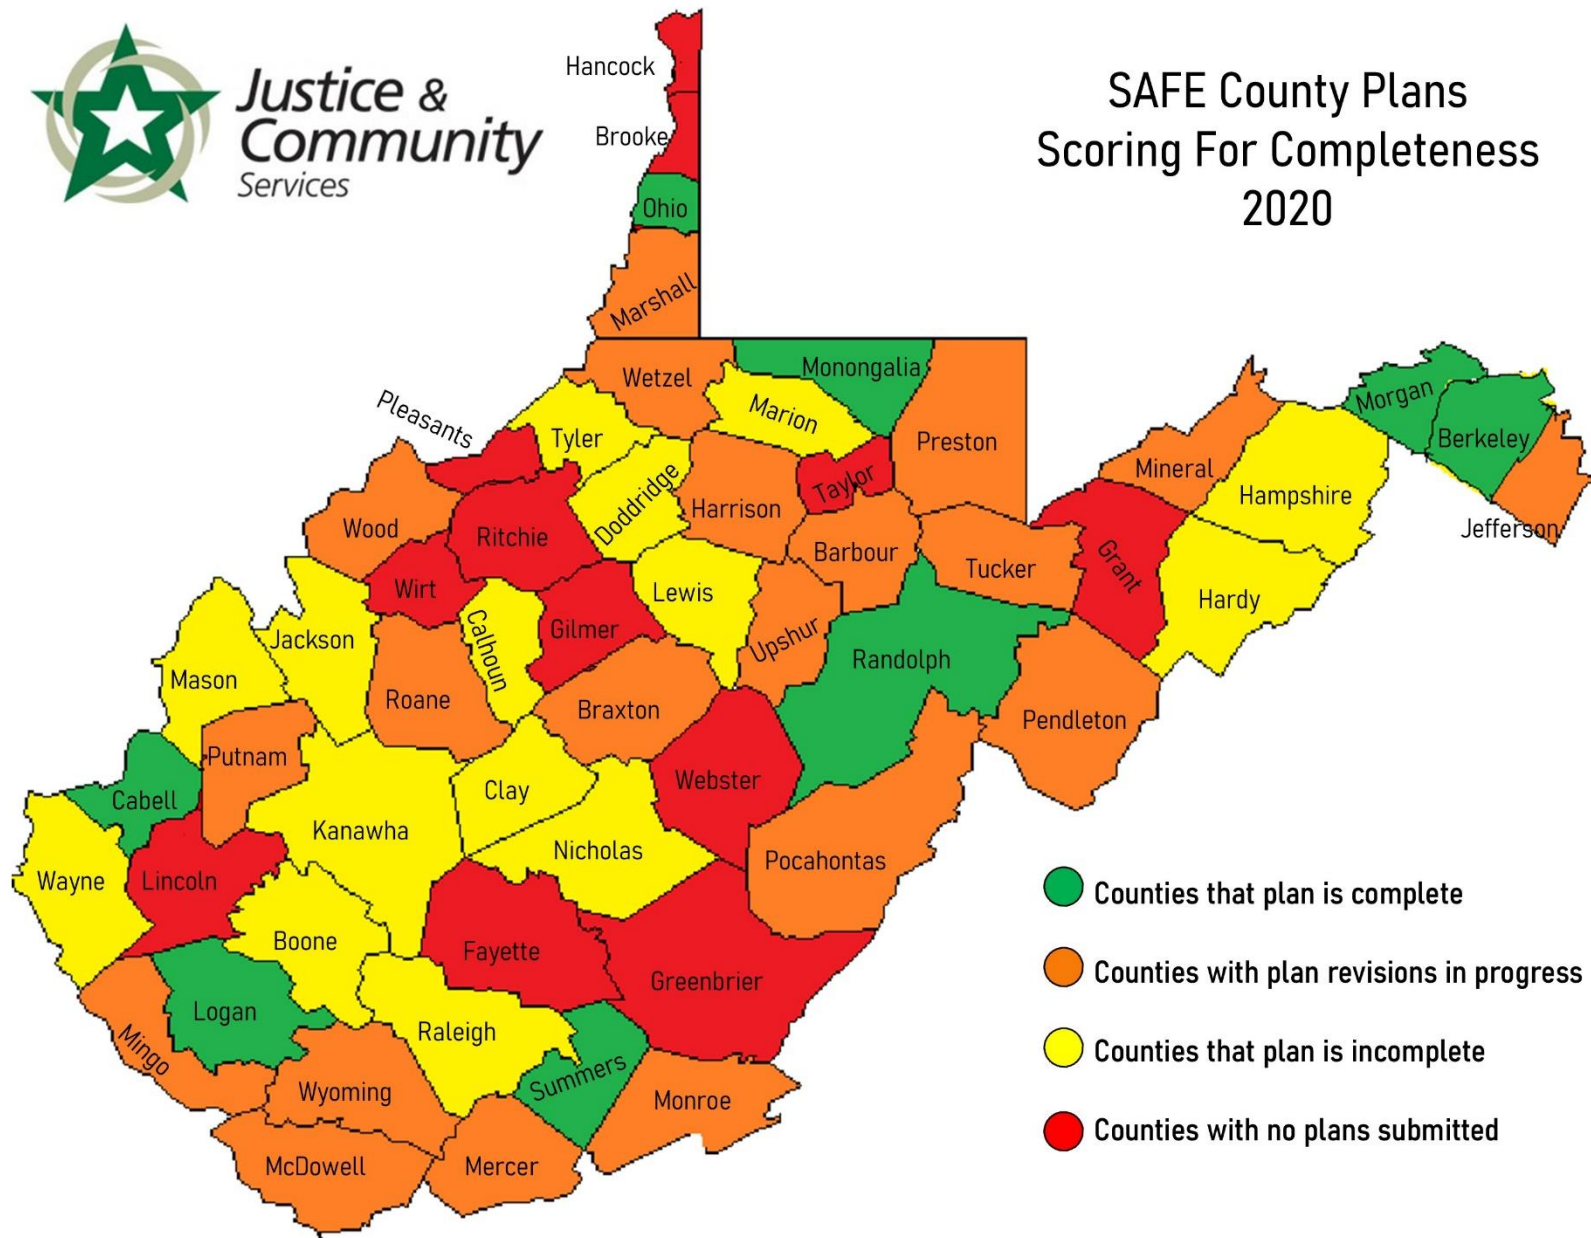 Justice &
Community
Services
SAFE County Plans
Scoring For Completeness
2020
Hancock
Brooke
Ohio
Marshall
Wetzel
Monongalia
Marion
Pleasants
Tyler
Preston
Morgan
Berkeley
Mineral
Hampshire
Jefferson
Wood
Ritchie
Doddridge
Harrison
Taylor
Barbour
Tucker
Grant
Hardy
Wirt
Calhoun
Gilmer
Lewis
Upshur
Randolph
Jackson
Mason
Roane
Braxton
Pendleton
Putnam
Cabell
Clay
Webster
Kanawha
Nicholas
Pocahontas
Wayne
Lincoln
Boone
Fayette
Greenbrier
Logan
Raleigh
Mingo
Wyoming
Summers
Monroe
McDowell
Mercer
Counties that plan is complete
Counties with plan revisions in progress
Counties that plan is incomplete
Counties with no plans submitted